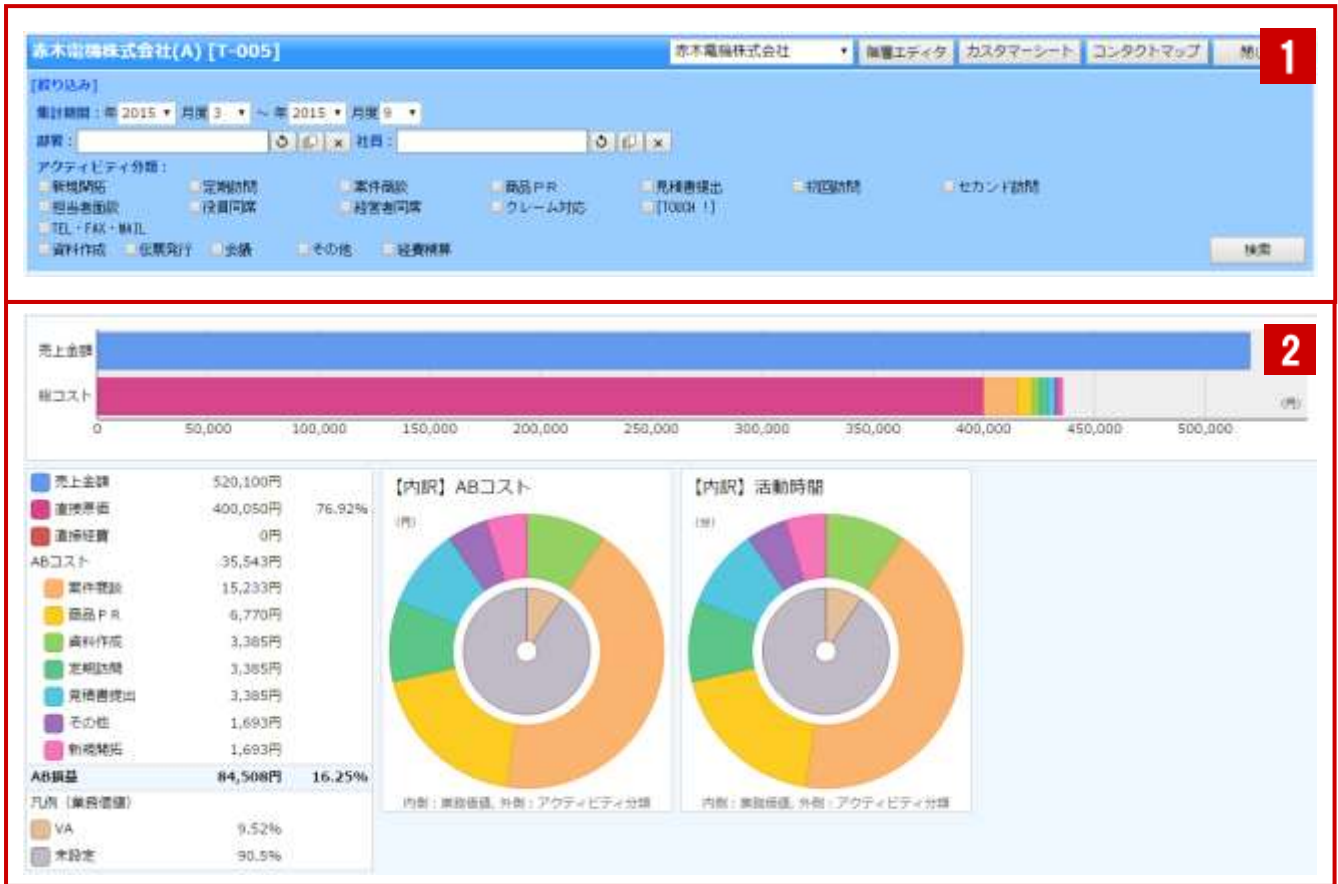 赤木電機株式会社(A) [T-005] 赤木電機株式会社 階層エディタ カスタマーシート コンタクトマップ 閉じ
1
[絞り込み]
集計期間：年 2015 月度 3 ～ 年 2015 月度 9
部署： × 社員： ×
アクティビティ分類：
新規開拓 定期訪問 案件商談 商品ＰＲ 見積書提出 初回訪問 セカンド訪問
担当者面談 役員同席 経営者同席 クレーム対応 [TOUCH !]
TEL・FAX・MAIL
資料作成 伝票発行 会議 その他 経費精算 検索
2
売上金額
総コスト
(円)
0 50,000 100,000 150,000 200,000 250,000 300,000 350,000 400,000 450,000 500,000
売上金額 520,100円
直接原価 400,050円 76.92%
直接経費 0円
ABコスト 35,543円
案件商談 15,233円
商品ＰＲ 6,770円
資料作成 3,385円
定期訪問 3,385円
見積書提出 3,385円
その他 1,693円
新規開拓 1,693円
AB損益 84,508円 16.25%
凡例（業務価値）
VA 9.52%
未設定 90.5%
【内訳】ABコスト
(円)
内側：業務価値, 外側：アクティビティ分類
【内訳】活動時間
(分)
内側：業務価値, 外側：アクティビティ分類